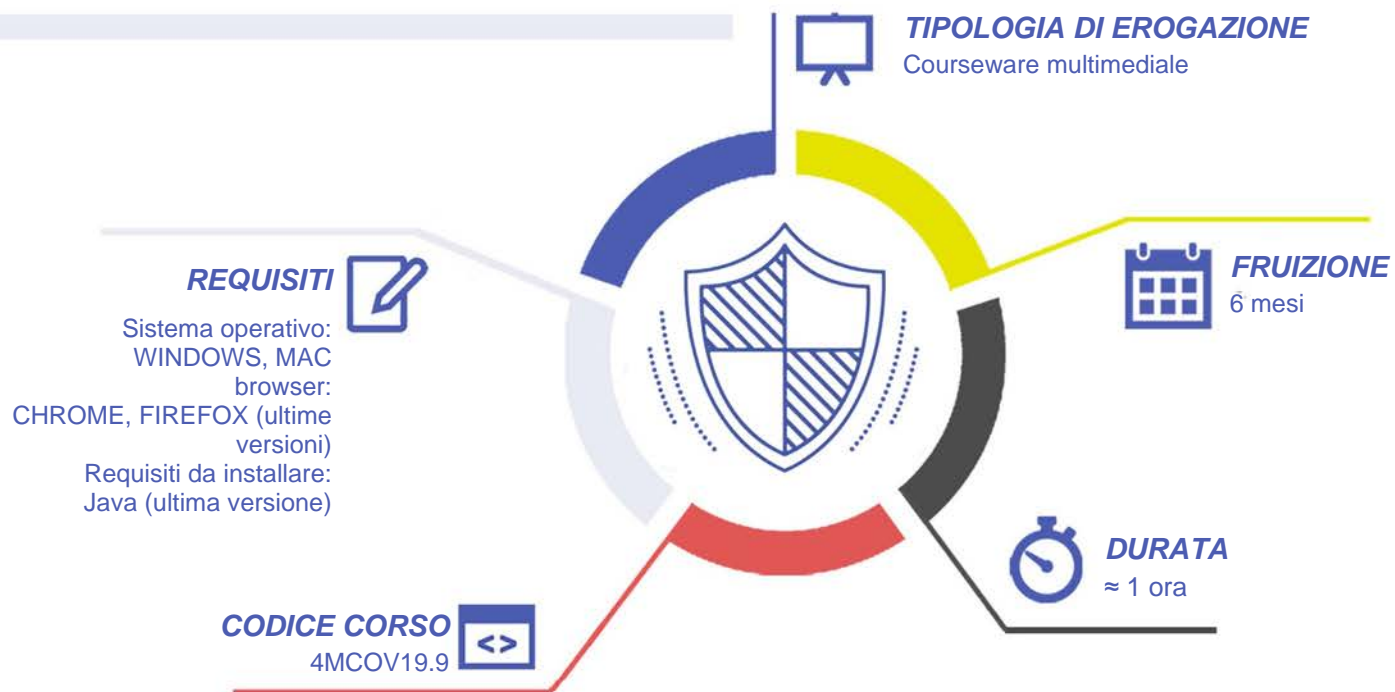 TIPOLOGIA DI EROGAZIONE
Courseware multimediale
REQUISITI
Sistema operativo:
WINDOWS, MAC
browser:
CHROME, FIREFOX (ultime
versioni)
Requisiti da installare:
Java (ultima versione)
FRUIZIONE
6 mesi
DURATA
≈ 1 ora
CODICE CORSO
4MCOV19.9
<>